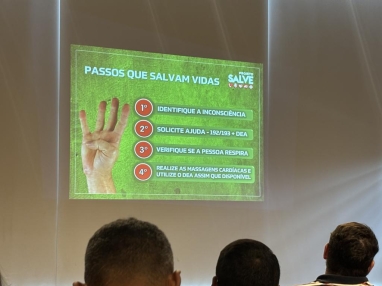 PASSOS QUE SALVAM VIDAS
SALVE
1º IDENTIFIQUE A INCONSCIÊNCIA
2º SOLICITE AJUDA - 192/193 + DEA
3º VERIFIQUE SE A PESSOA RESPIRA
4º REALIZE AS MASSAGENS CARDÍACAS E
UTILIZE O DEA ASSIM QUE DISPONÍVEL